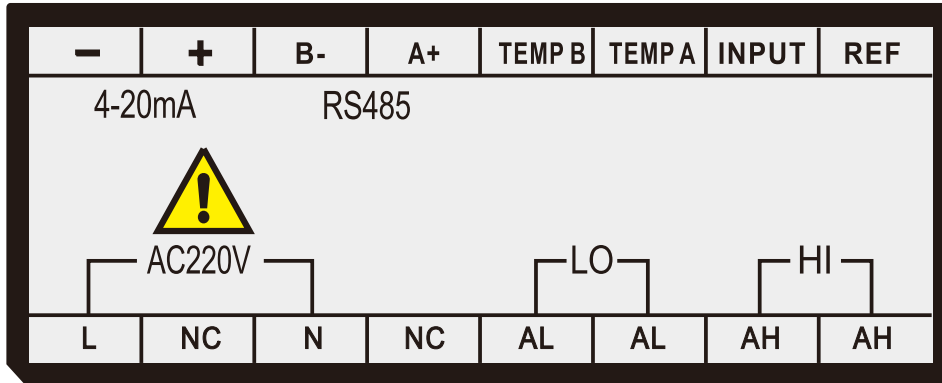 − + B- A+ TEMP B TEMP A INPUT REF
4-20mA RS485
!
AC220V LO HI
L NC N NC AL AL AH AH